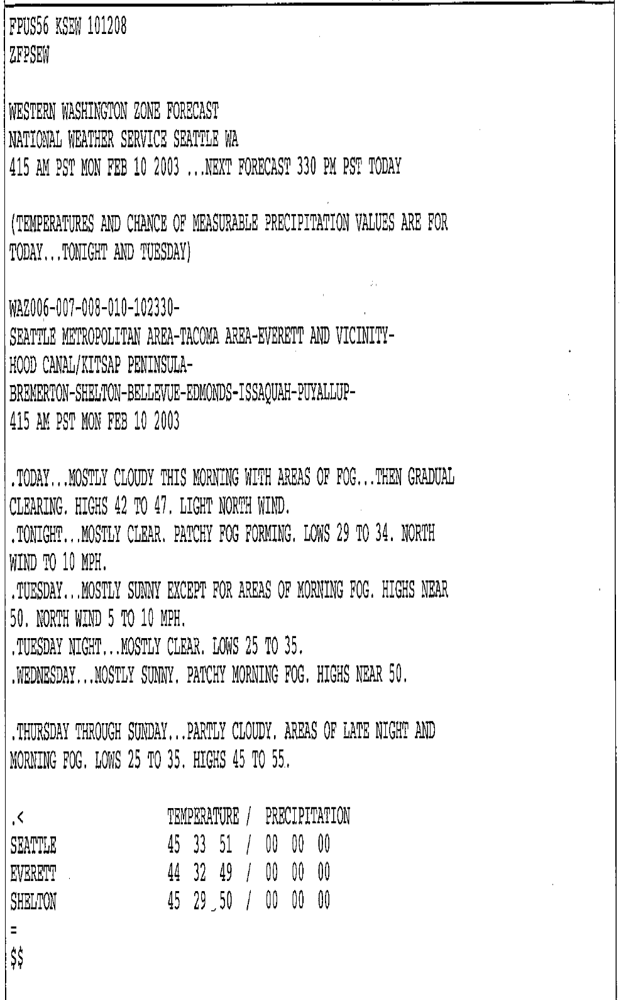 FPUS56 KSEW 101208
ZFPSEW
WESTERN WASHINGTON ZONE FORECAST
NATIONAL WEATHER SERVICE SEATTLE WA
415 AM PST MON FEB 10 2003 ...NEXT FORECAST 330 PM PST TODAY
(TEMPERATURES AND CHANCE OF MEASURABLE PRECIPITATION VALUES ARE FOR
TODAY...TONIGHT AND TUESDAY)
WAZ006-007-008-010-102330-
SEATTLE METROPOLITAN AREA-TACOMA AREA-EVERETT AND VICINITY-
HOOD CANAL/KITSAP PENINSULA-
BREMERTON-SHELTON-BELLEVUE-EDMONDS-ISSAQUAH-PUYALLUP-
415 AM PST MON FEB 10 2003
.TODAY...MOSTLY CLOUDY THIS MORNING WITH AREAS OF FOG...THEN GRADUAL
CLEARING. HIGHS 42 TO 47. LIGHT NORTH WIND.
.TONIGHT...MOSTLY CLEAR. PATCHY FOG FORMING. LOWS 29 TO 34. NORTH
WIND TO 10 MPH.
.TUESDAY...MOSTLY SUNNY EXCEPT FOR AREAS OF MORNING FOG. HIGHS NEAR
50. NORTH WIND 5 TO 10 MPH.
.TUESDAY NIGHT...MOSTLY CLEAR. LOWS 25 TO 35.
.WEDNESDAY...MOSTLY SUNNY. PATCHY MORNING FOG. HIGHS NEAR 50.
.THURSDAY THROUGH SUNDAY...PARTLY CLOUDY. AREAS OF LATE NIGHT AND
MORNING FOG. LOWS 25 TO 35. HIGHS 45 TO 55.
.< TEMPERATURE / PRECIPITATION
SEATTLE 45 33 51 / 00 00 00
EVERETT 44 32 49 / 00 00 00
SHELTON 45 29 50 / 00 00 00
=
$$